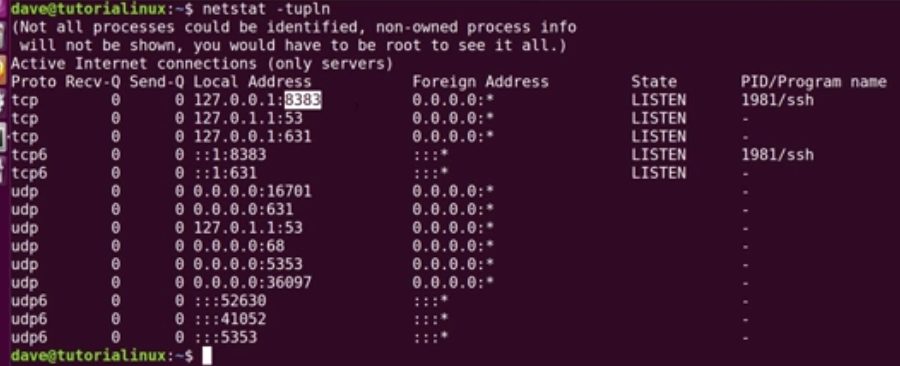 dave@tutorialinux:~$ netstat -tupln
(Not all processes could be identified, non-owned process info
 will not be shown, you would have to be root to see it all.)
Active Internet connections (only servers)
Proto Recv-Q Send-Q Local Address           Foreign Address         State       PID/Program name
tcp        0      0 127.0.0.1:8383          0.0.0.0:*               LISTEN      1981/ssh
tcp        0      0 127.0.1.1:53            0.0.0.0:*               LISTEN      -
tcp        0      0 127.0.0.1:631           0.0.0.0:*               LISTEN      -
tcp6       0      0 ::1:8383                :::*                    LISTEN      1981/ssh
tcp6       0      0 ::1:631                 :::*                    LISTEN      -
udp        0      0 0.0.0.0:16701           0.0.0.0:*                           -
udp        0      0 0.0.0.0:631             0.0.0.0:*                           -
udp        0      0 127.0.1.1:53            0.0.0.0:*                           -
udp        0      0 0.0.0.0:68              0.0.0.0:*                           -
udp        0      0 0.0.0.0:5353            0.0.0.0:*                           -
udp        0      0 0.0.0.0:36097           0.0.0.0:*                           -
udp6       0      0 :::52630                :::*                                -
udp6       0      0 :::41052                :::*                                -
udp6       0      0 :::5353                 :::*                                -
dave@tutorialinux:~$